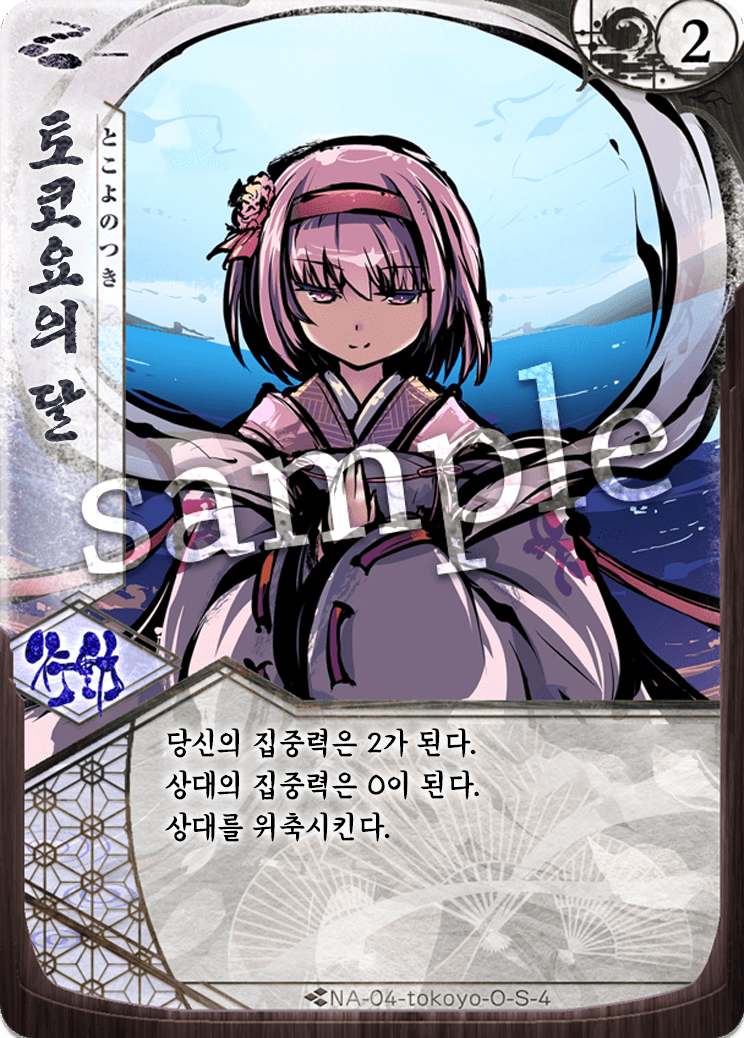 2
토코요의 달
とこよのつき
sample
行動
당신의 집중력은 2가 된다.
상대의 집중력은 0이 된다.
상대를 위축시킨다.
NA-04-tokoyo-O-S-4